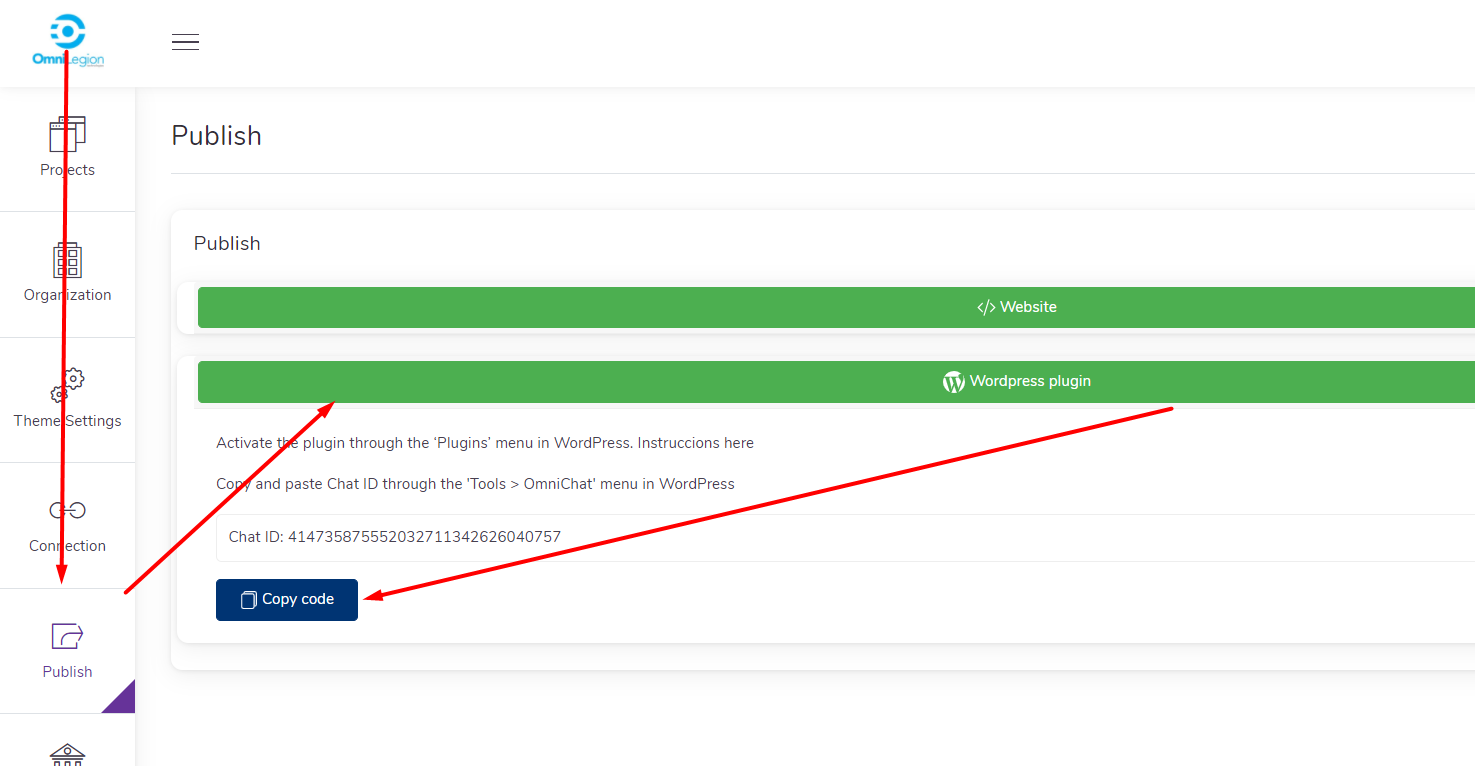 OmniLegion
Publish
Projects
Organization
Theme Settings
Connection
Publish
Publish
Website
Wordpress plugin
Activate the plugin through the ‘Plugins’ menu in WordPress. Instruccions here
Copy and paste Chat ID through the 'Tools > OmniChat' menu in WordPress
Chat ID: 414735875552032711342626040757
Copy code